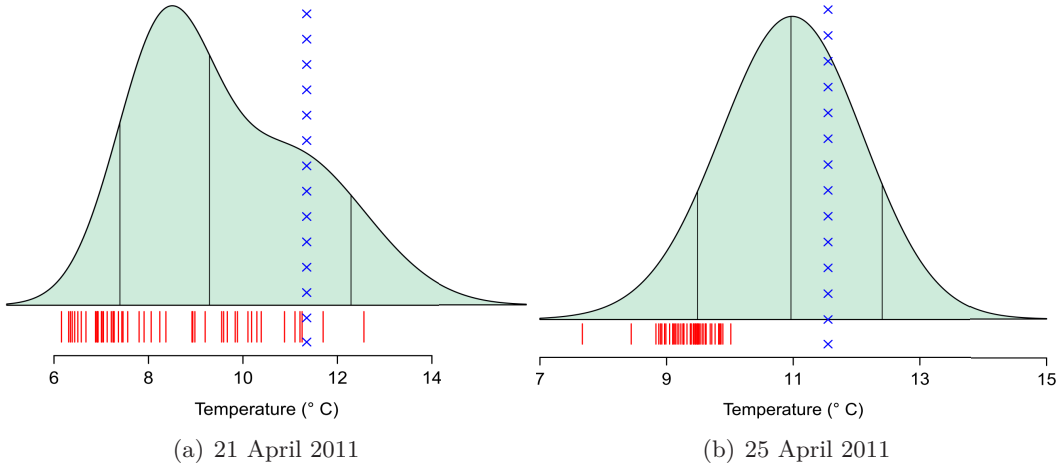 6 8 10 12 14
Temperature (° C)
(a) 21 April 2011
7 9 11 13 15
Temperature (° C)
(b) 25 April 2011